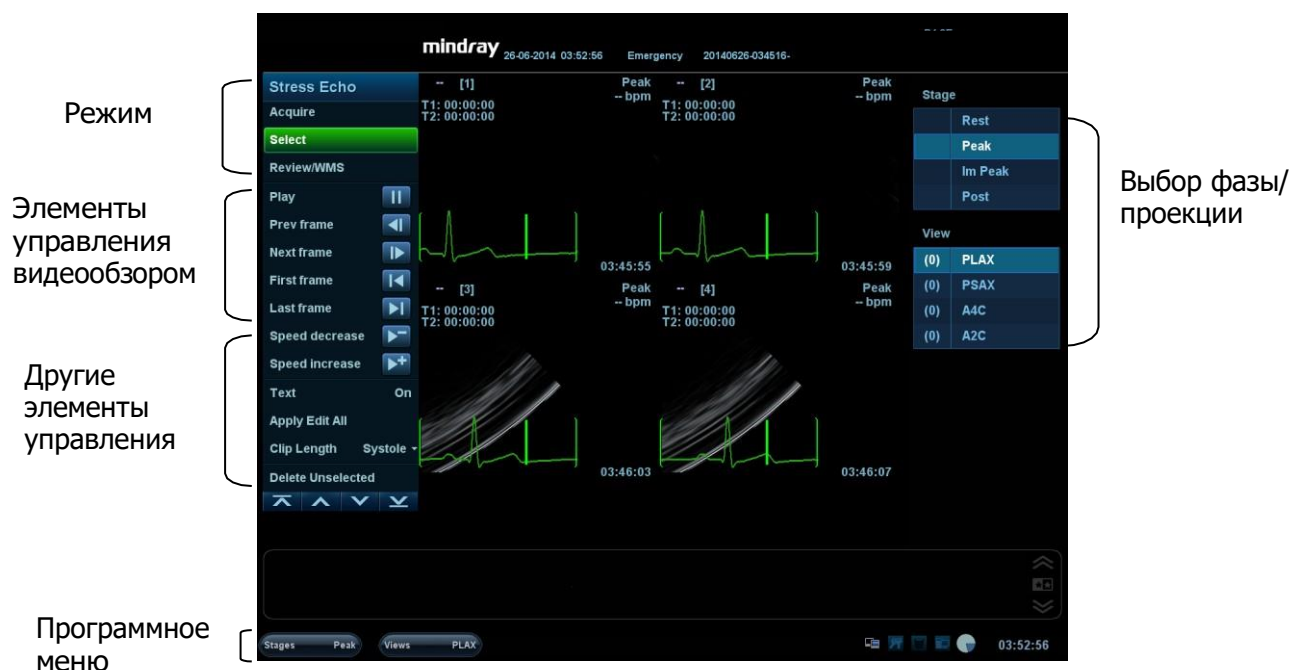 mindray 26-06-2014 03:52:56 Emergency 20140626-034516-
Режим
Элементы
управления
видеообзором
Другие
элементы
управления
Программное
меню
Stress Echo
Acquire
Select
Review/WMS
Play
Prev frame
Next frame
First frame
Last frame
Speed decrease
Speed increase
Text On
Apply Edit All
Clip Length Systole
Delete Unselected
-- [1] Peak
-- bpm
T1: 00:00:00
T2: 00:00:00
03:45:55
-- [2] Peak
-- bpm
T1: 00:00:00
T2: 00:00:00
03:45:59
-- [3] Peak
-- bpm
T1: 00:00:00
T2: 00:00:00
03:46:03
-- [4] Peak
-- bpm
T1: 00:00:00
T2: 00:00:00
03:46:07
Stage
Rest
Peak
Im Peak
Post
View
(0) PLAX
(0) PSAX
(0) A4C
(0) A2C
Выбор фазы/
проекции
Stages Peak Views PLAX 03:52:56